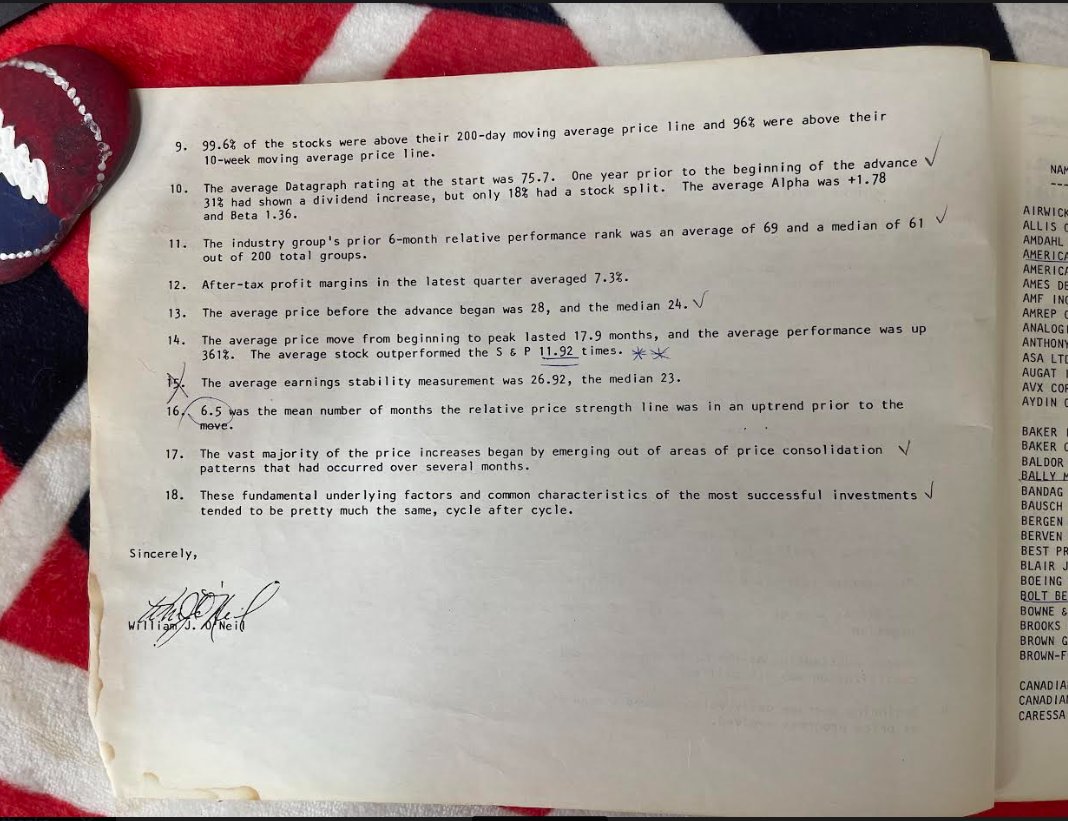 9. 99.6% of the stocks were above their 200-day moving average price line and 96% were above their
10-week moving average price line.
10. The average Datagraph rating at the start was 75.7. One year prior to the beginning of the advance
31% had shown a dividend increase, but only 18% had a stock split. The average Alpha was +1.78
and Beta 1.36.
11. The industry group's prior 6-month relative performance rank was an average of 69 and a median of 61
out of 200 total groups.
12. After-tax profit margins in the latest quarter averaged 7.3%.
13. The average price before the advance began was 28, and the median 24.
14. The average price move from beginning to peak lasted 17.9 months, and the average performance was up
361%. The average stock outperformed the S & P 11.92 times.
15. The average earnings stability measurement was 26.92, the median 23.
16. 6.5 was the mean number of months the relative price strength line was in an uptrend prior to the
move.
17. The vast majority of the price increases began by emerging out of areas of price consolidation
patterns that had occurred over several months.
18. These fundamental underlying factors and common characteristics of the most successful investments
tended to be pretty much the same, cycle after cycle.
Sincerely,
William J. O'Neil
NAM
AIRWICK
ALLIS C
AMDAHL
AMERICA
AMERICA
AMES DE
AMF INC
AMREP C
ANALOGI
ANTHONY
ASA LTD
AUGAT I
AVX COR
AYDIN C
BAKER
BAKER
BALDOR
BALLY M
BANDAG
BAUSCH
BERGEN
BERVEN
BEST PR
BLAIR J
BOEING
BOLT BE
BOWNE &
BROOKS
BROWN G
BROWN-F
CANADIA
CANADIA
CARESSA